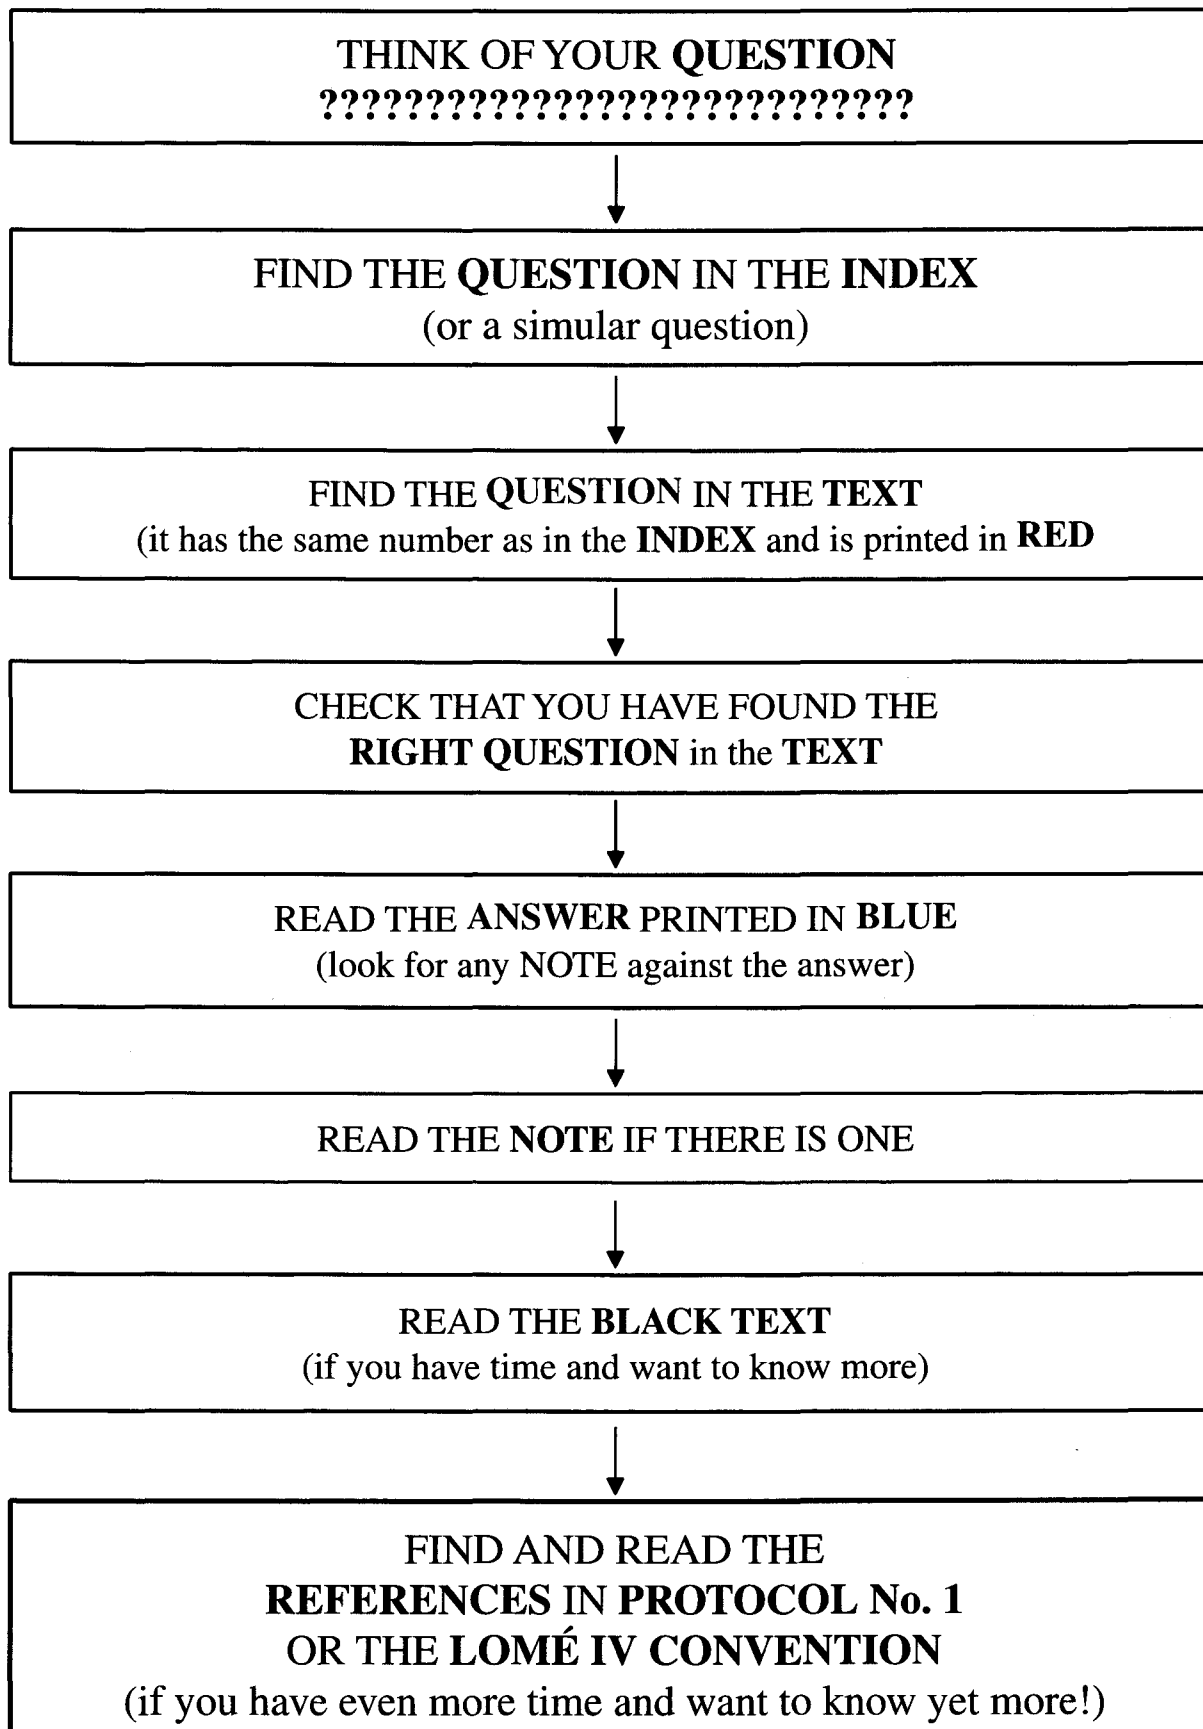 THINK OF YOUR QUESTION
????????????????????????????
FIND THE QUESTION IN THE INDEX
(or a simular question)
FIND THE QUESTION IN THE TEXT
(it has the same number as in the INDEX and is printed in RED
CHECK THAT YOU HAVE FOUND THE
RIGHT QUESTION in the TEXT
READ THE ANSWER PRINTED IN BLUE
(look for any NOTE against the answer)
READ THE NOTE IF THERE IS ONE
READ THE BLACK TEXT
(if you have time and want to know more)
FIND AND READ THE
REFERENCES IN PROTOCOL No. 1
OR THE LOMÉ IV CONVENTION
(if you have even more time and want to know yet more!)